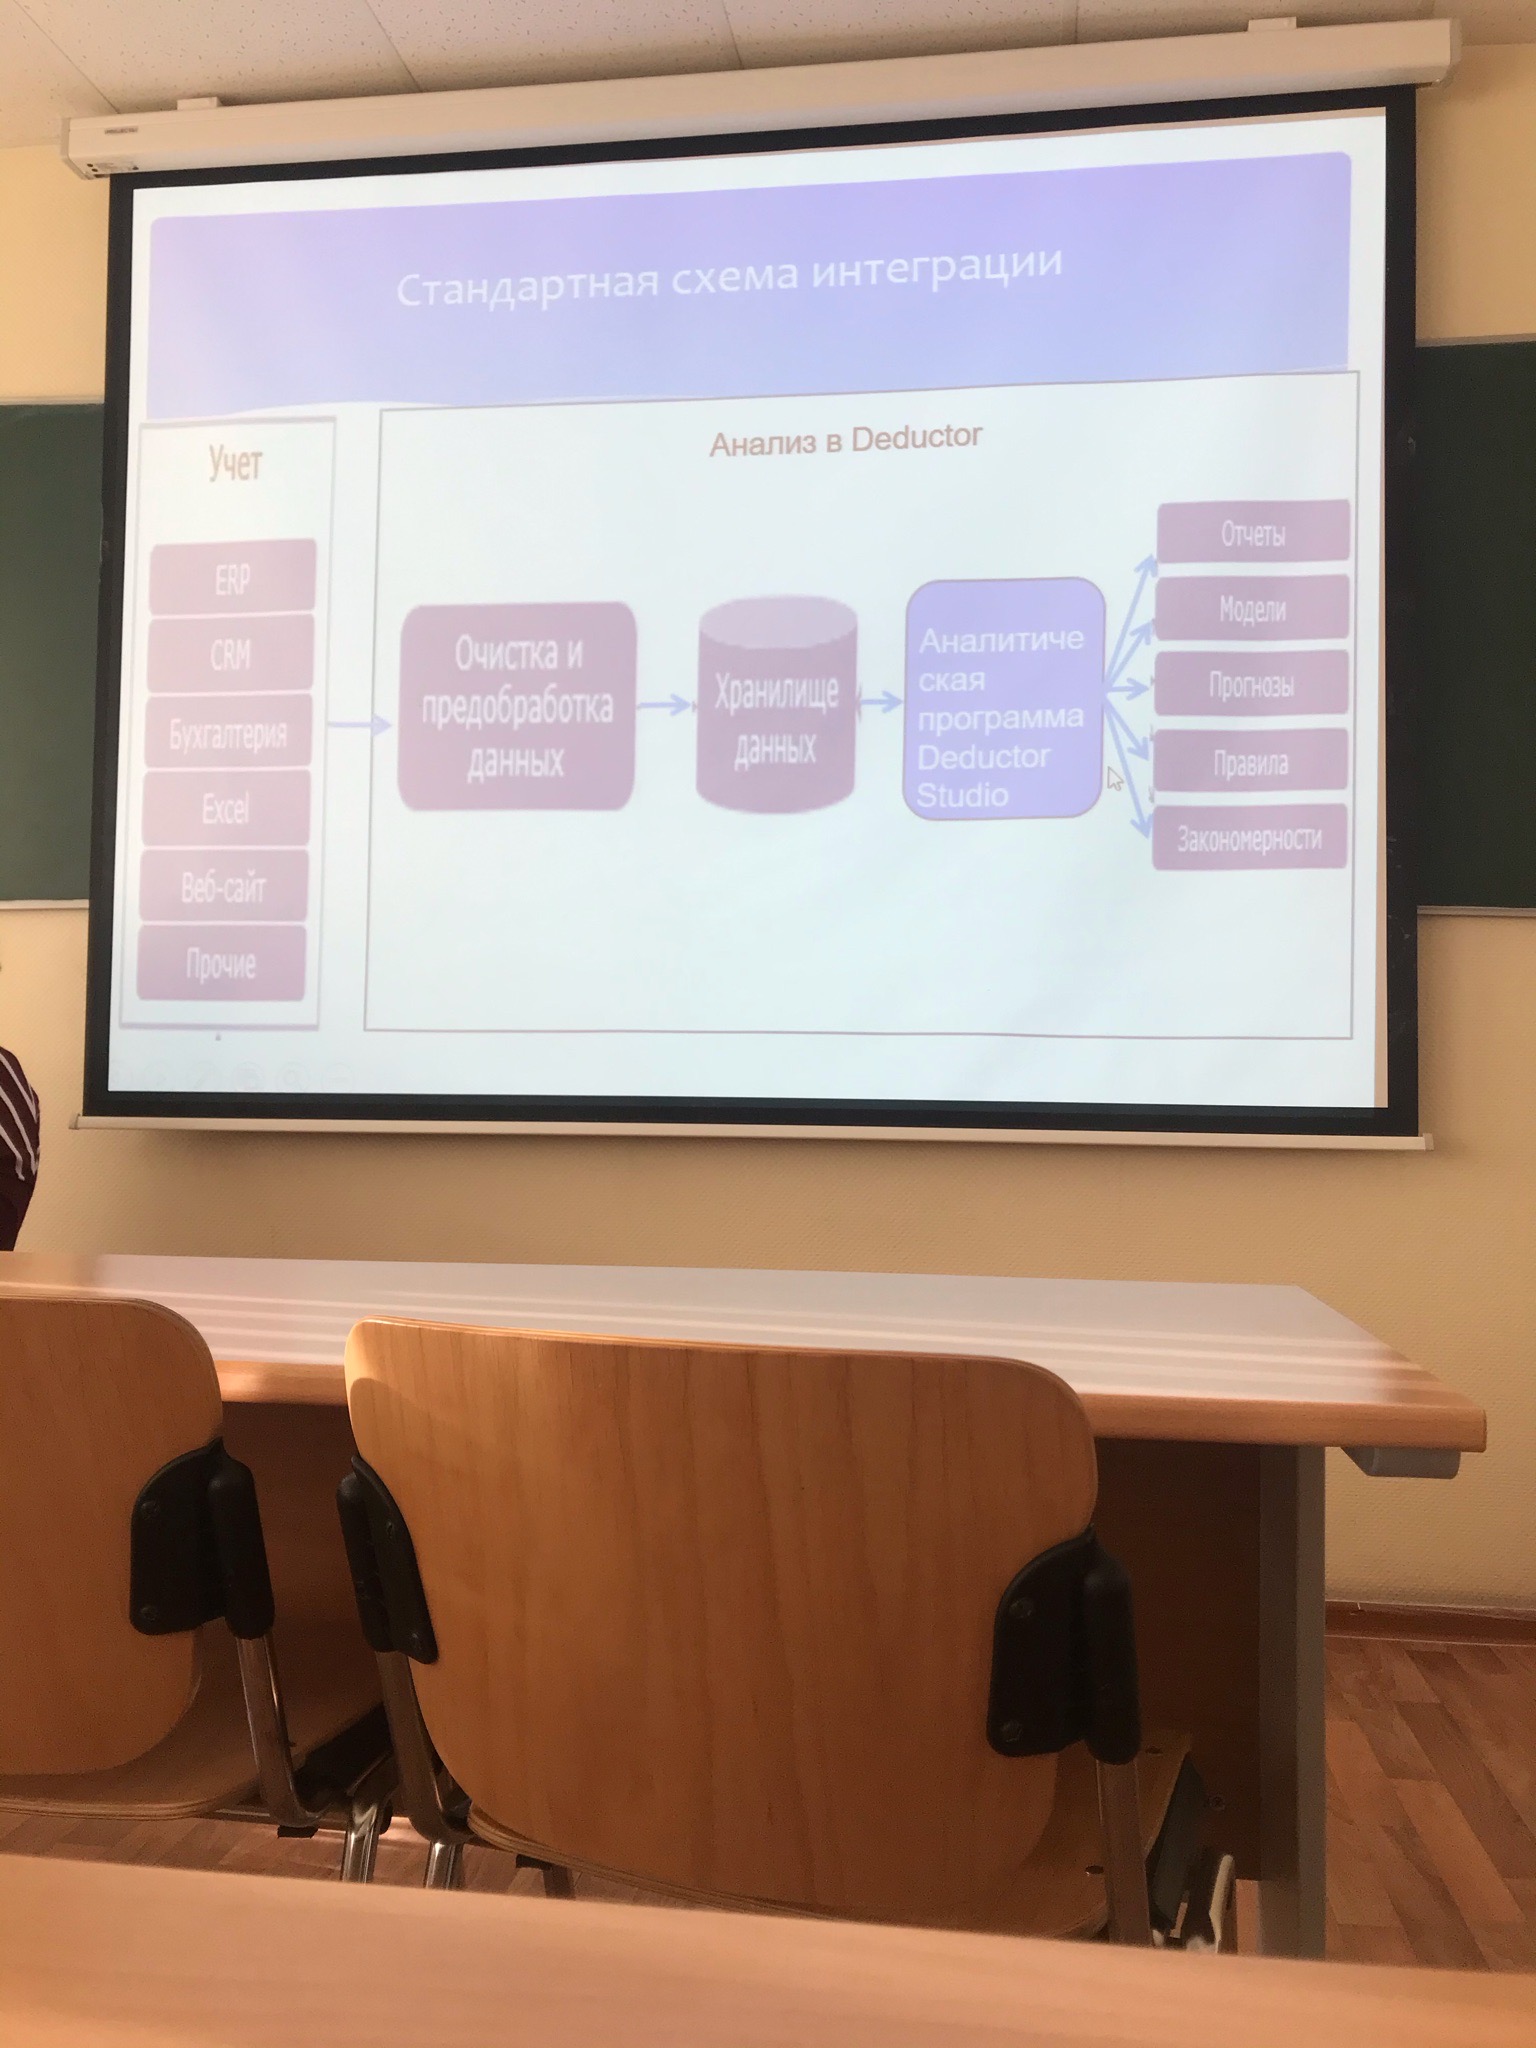 Стандартная схема интеграции
Учет
ERP
CRM
Бухгалтерия
Excel
Веб-сайт
Прочие
Анализ в Deductor
Очистка и
предобработка
данных
Хранилище
данных
Аналитиче
ская
программа
Deductor
Studio
Отчеты
Модели
Прогнозы
Правила
Закономерности